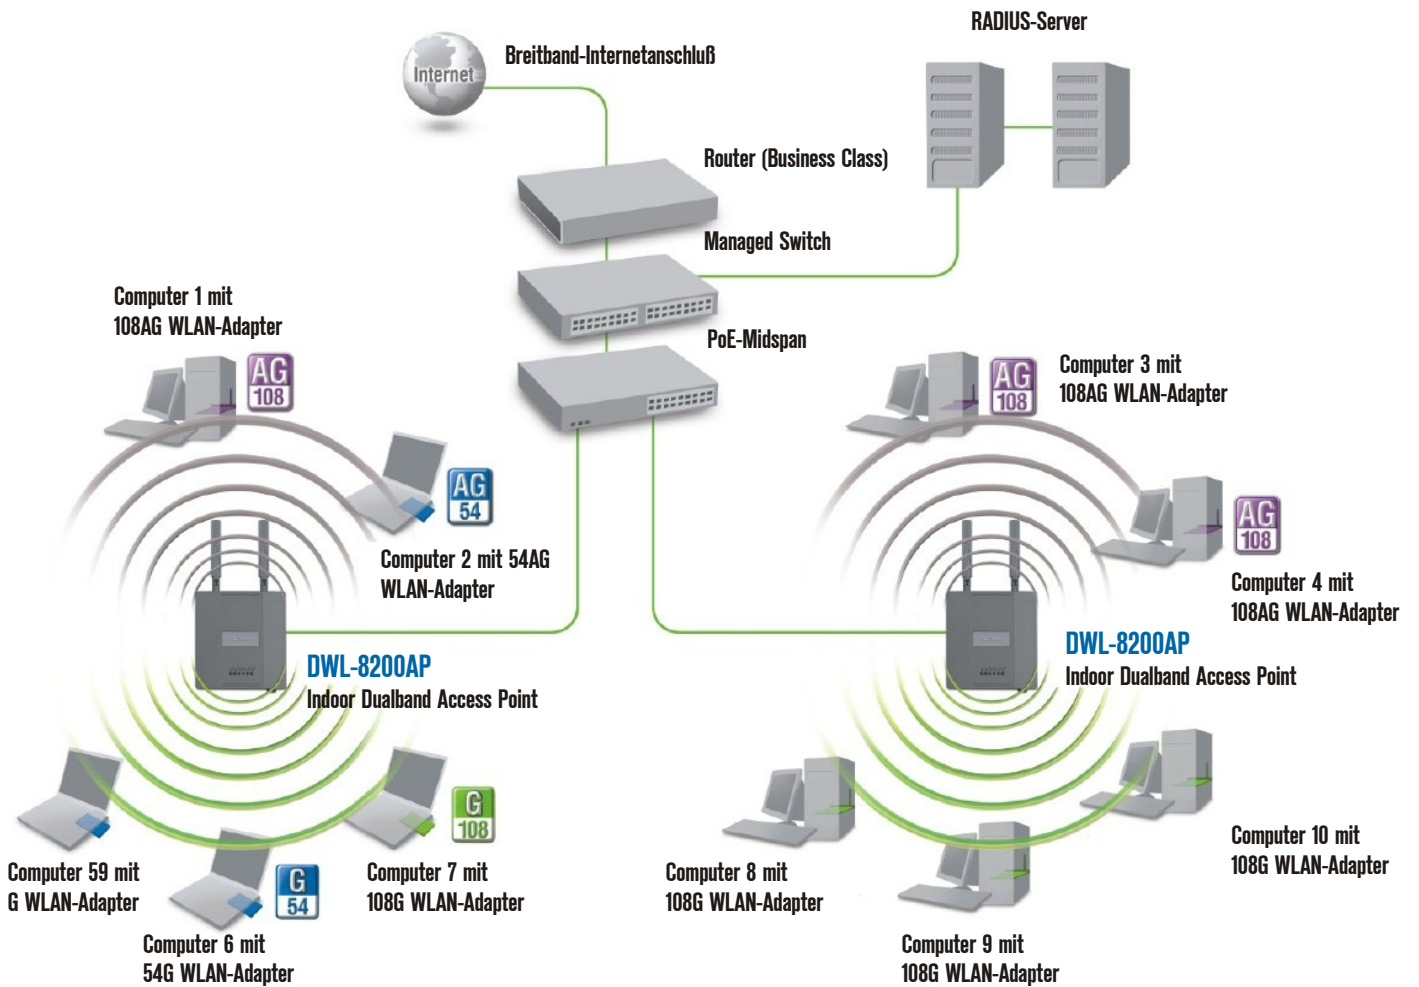 RADIUS-Server
Breitband-Internetanschluß
Internet
Router (Business Class)
Managed Switch
PoE-Midspan
Computer 1 mit
108AG WLAN-Adapter
AG
108
AG
54
Computer 2 mit 54AG
WLAN-Adapter
AG
108
Computer 3 mit
108AG WLAN-Adapter
AG
108
Computer 4 mit
108AG WLAN-Adapter
DWL-8200AP
Indoor Dualband Access Point
DWL-8200AP
Indoor Dualband Access Point
Computer 59 mit
G WLAN-Adapter
G
54
Computer 6 mit
54G WLAN-Adapter
G
108
Computer 7 mit
108G WLAN-Adapter
Computer 8 mit
108G WLAN-Adapter
Computer 9 mit
108G WLAN-Adapter
Computer 10 mit
108G WLAN-Adapter